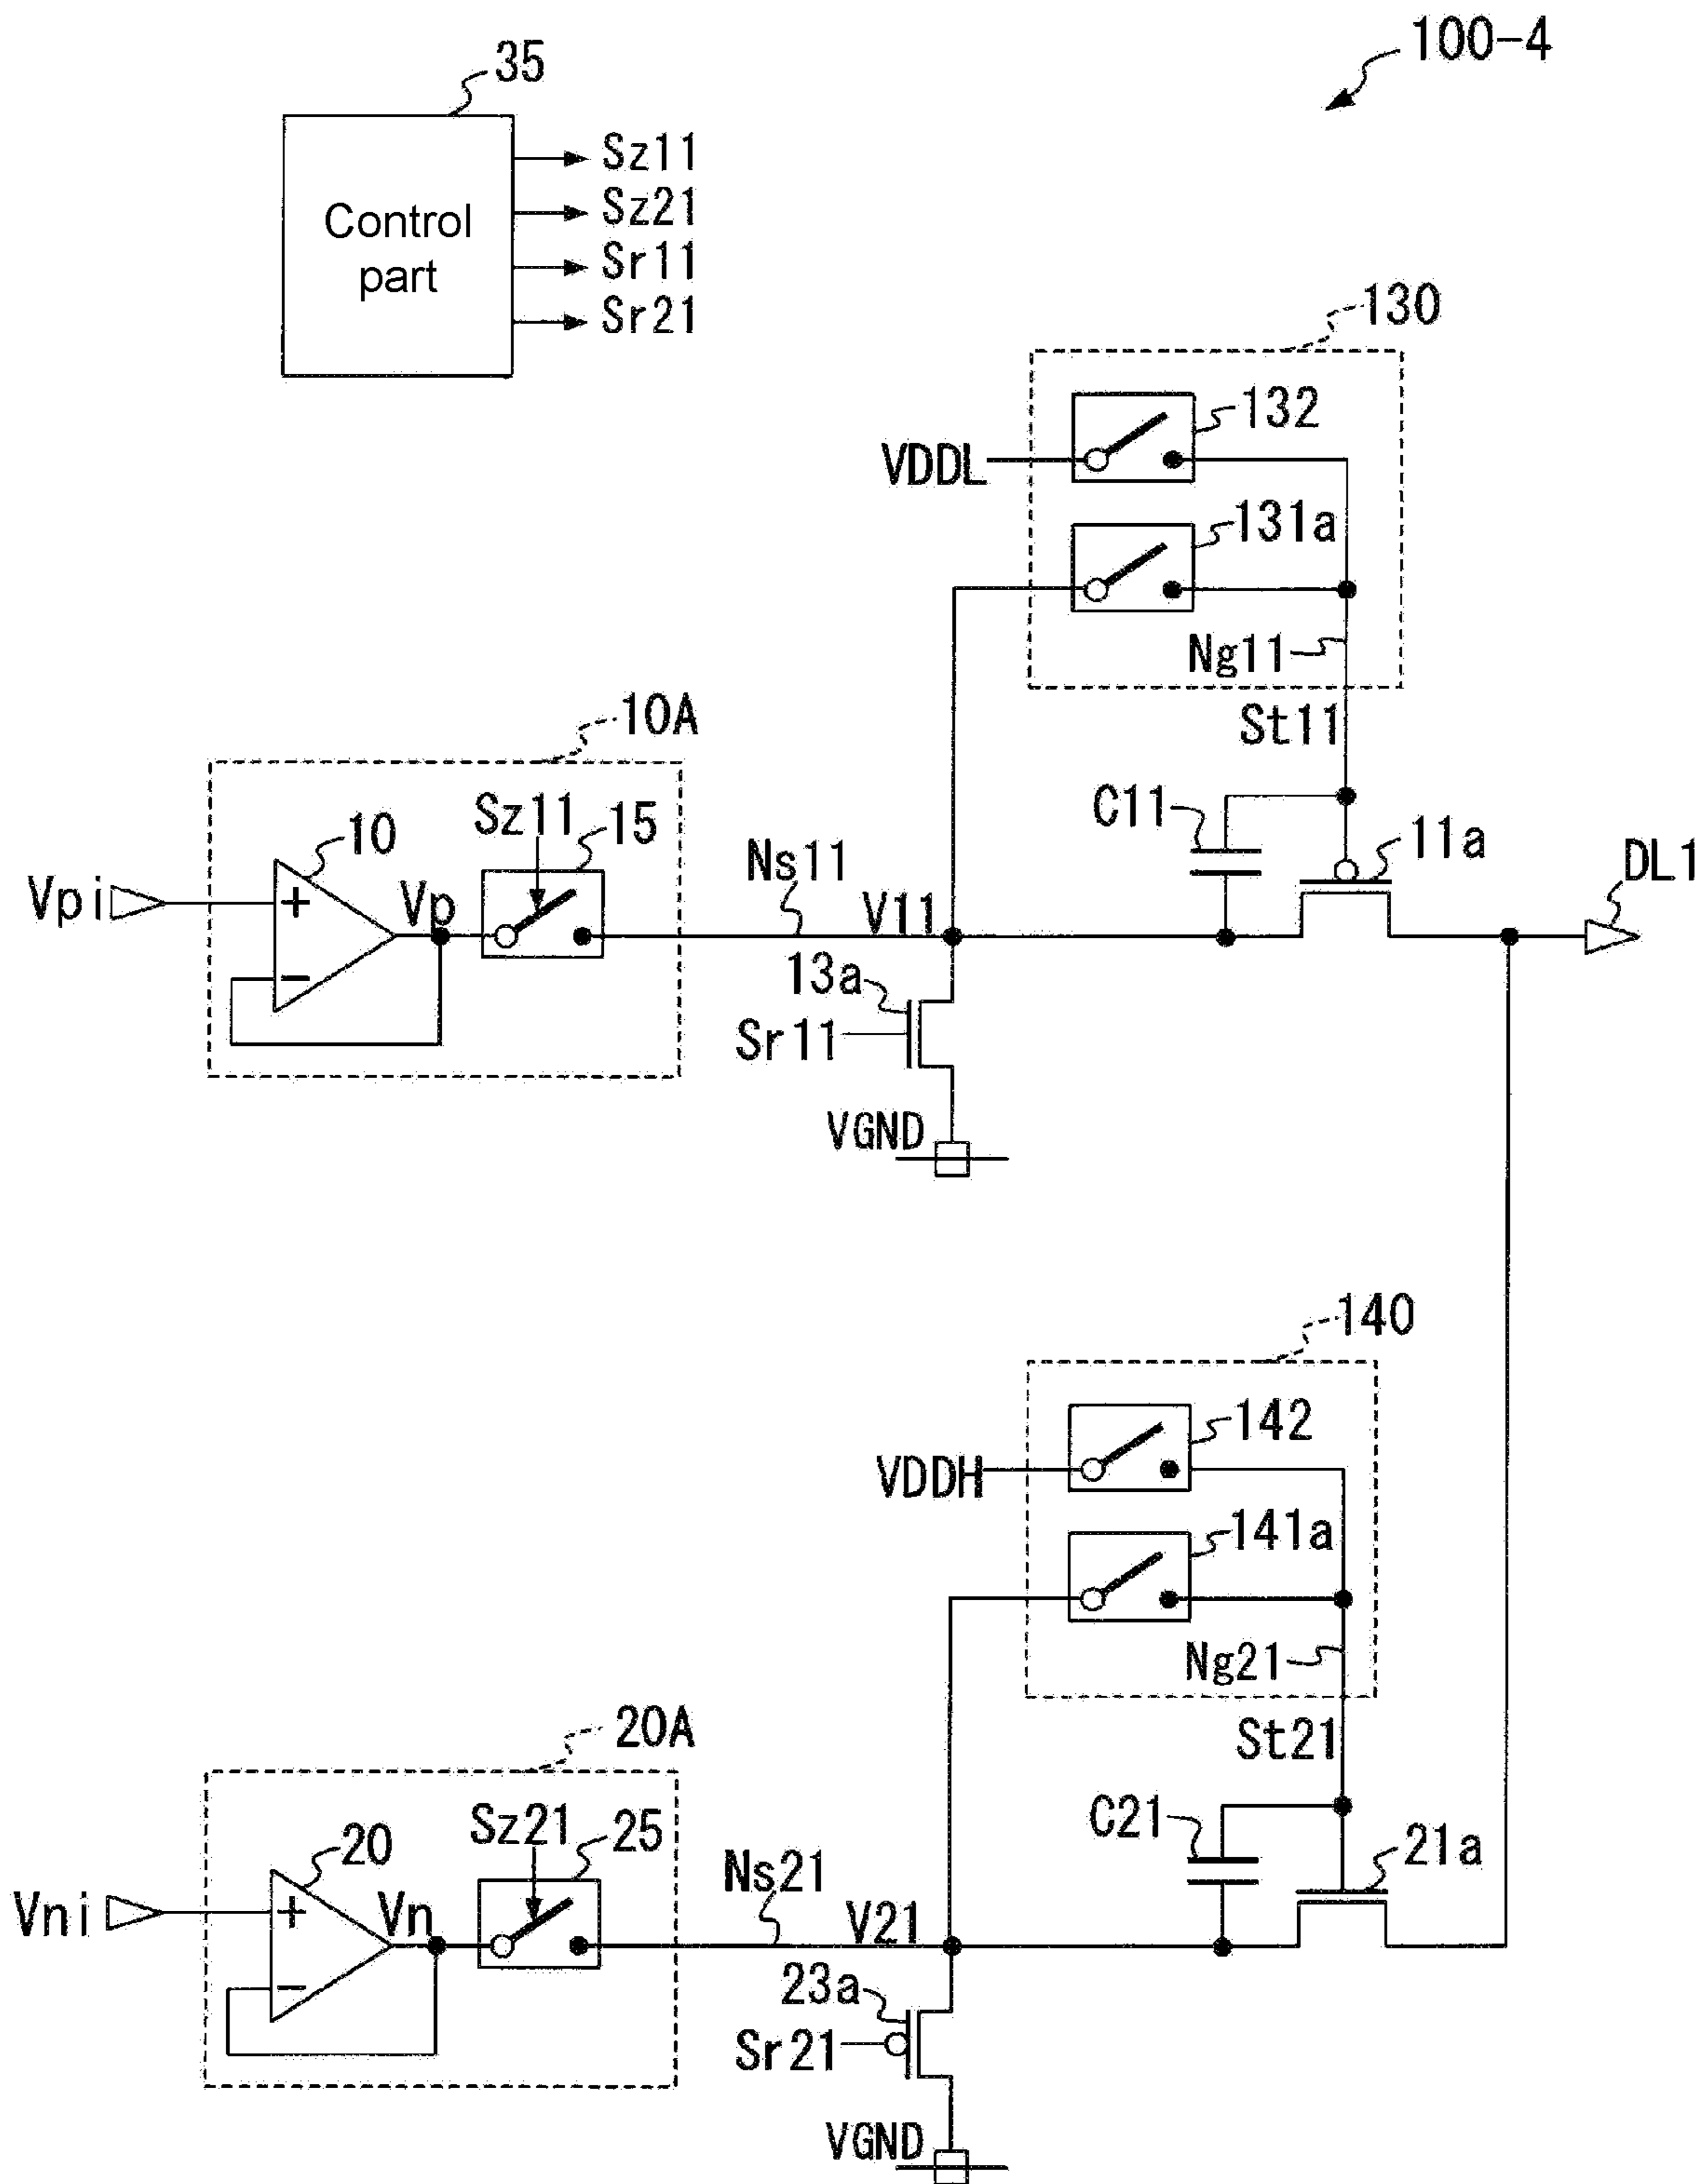 100-4
35
Control
part
Sz11
Sz21
Sr11
Sr21
130
132
VDDL
131a
Ng11
St11
10A
C11
11a
Sz11
15
10
Ns11
DL1
Vpi
+
Vp
V11
−
13a
Sr11
VGND
140
142
VDDH
141a
Ng21
St21
20A
C21
21a
Sz21
25
20
Ns21
Vni
+
Vn
V21
−
23a
Sr21
VGND